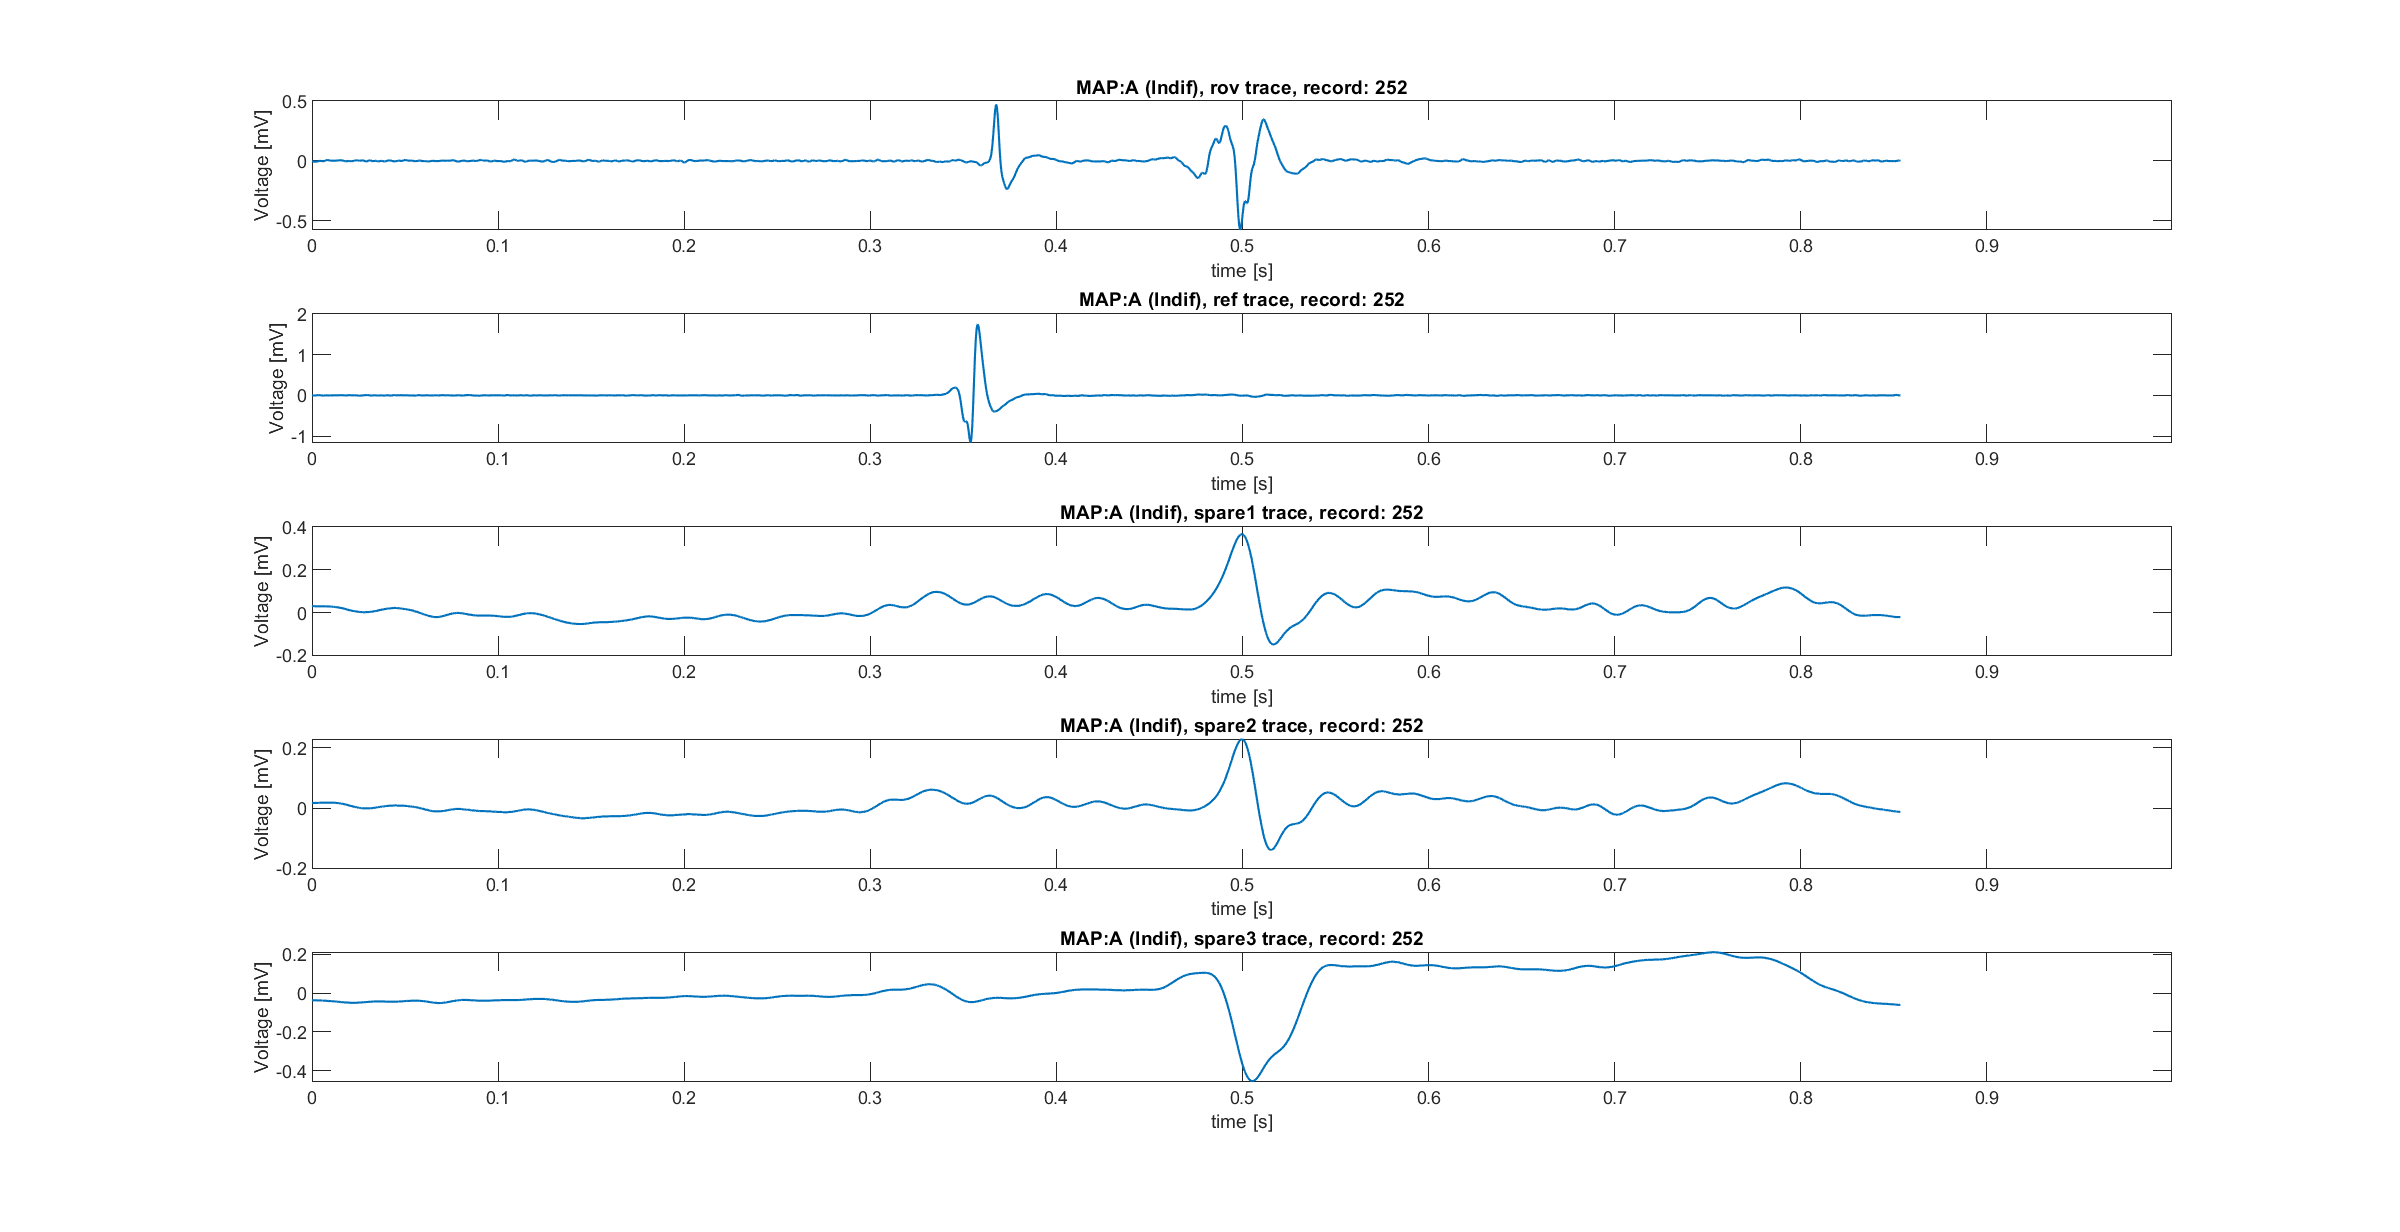 MAP:A (Indif), rov trace, record: 252
Voltage [mV]
0.5
0
-0.5
0 0.1 0.2 0.3 0.4 0.5 0.6 0.7 0.8 0.9
time [s]
MAP:A (Indif), ref trace, record: 252
Voltage [mV]
2
1
0
-1
0 0.1 0.2 0.3 0.4 0.5 0.6 0.7 0.8 0.9
time [s]
MAP:A (Indif), spare1 trace, record: 252
Voltage [mV]
0.4
0.2
0
-0.2
0 0.1 0.2 0.3 0.4 0.5 0.6 0.7 0.8 0.9
time [s]
MAP:A (Indif), spare2 trace, record: 252
Voltage [mV]
0.2
0
-0.2
0 0.1 0.2 0.3 0.4 0.5 0.6 0.7 0.8 0.9
time [s]
MAP:A (Indif), spare3 trace, record: 252
Voltage [mV]
0.2
0
-0.2
-0.4
0 0.1 0.2 0.3 0.4 0.5 0.6 0.7 0.8 0.9
time [s]